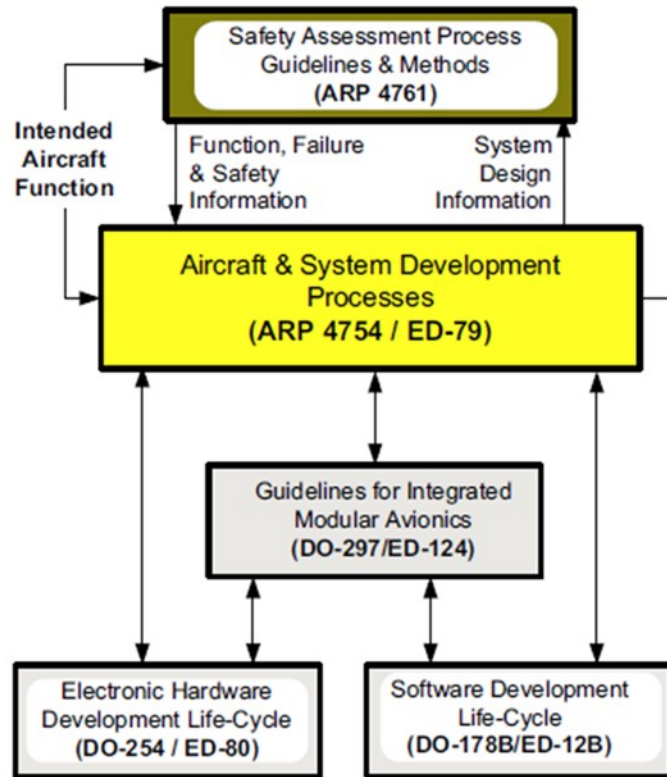 Safety Assessment Process
Guidelines & Methods
(ARP 4761)
Intended
Aircraft
Function
Function, Failure
& Safety
Information
System
Design
Information
Aircraft & System Development
Processes
(ARP 4754 / ED-79)
Guidelines for Integrated
Modular Avionics
(DO-297/ED-124)
Electronic Hardware
Development Life-Cycle
(DO-254 / ED-80)
Software Development
Life-Cycle
(DO-178B/ED-12B)